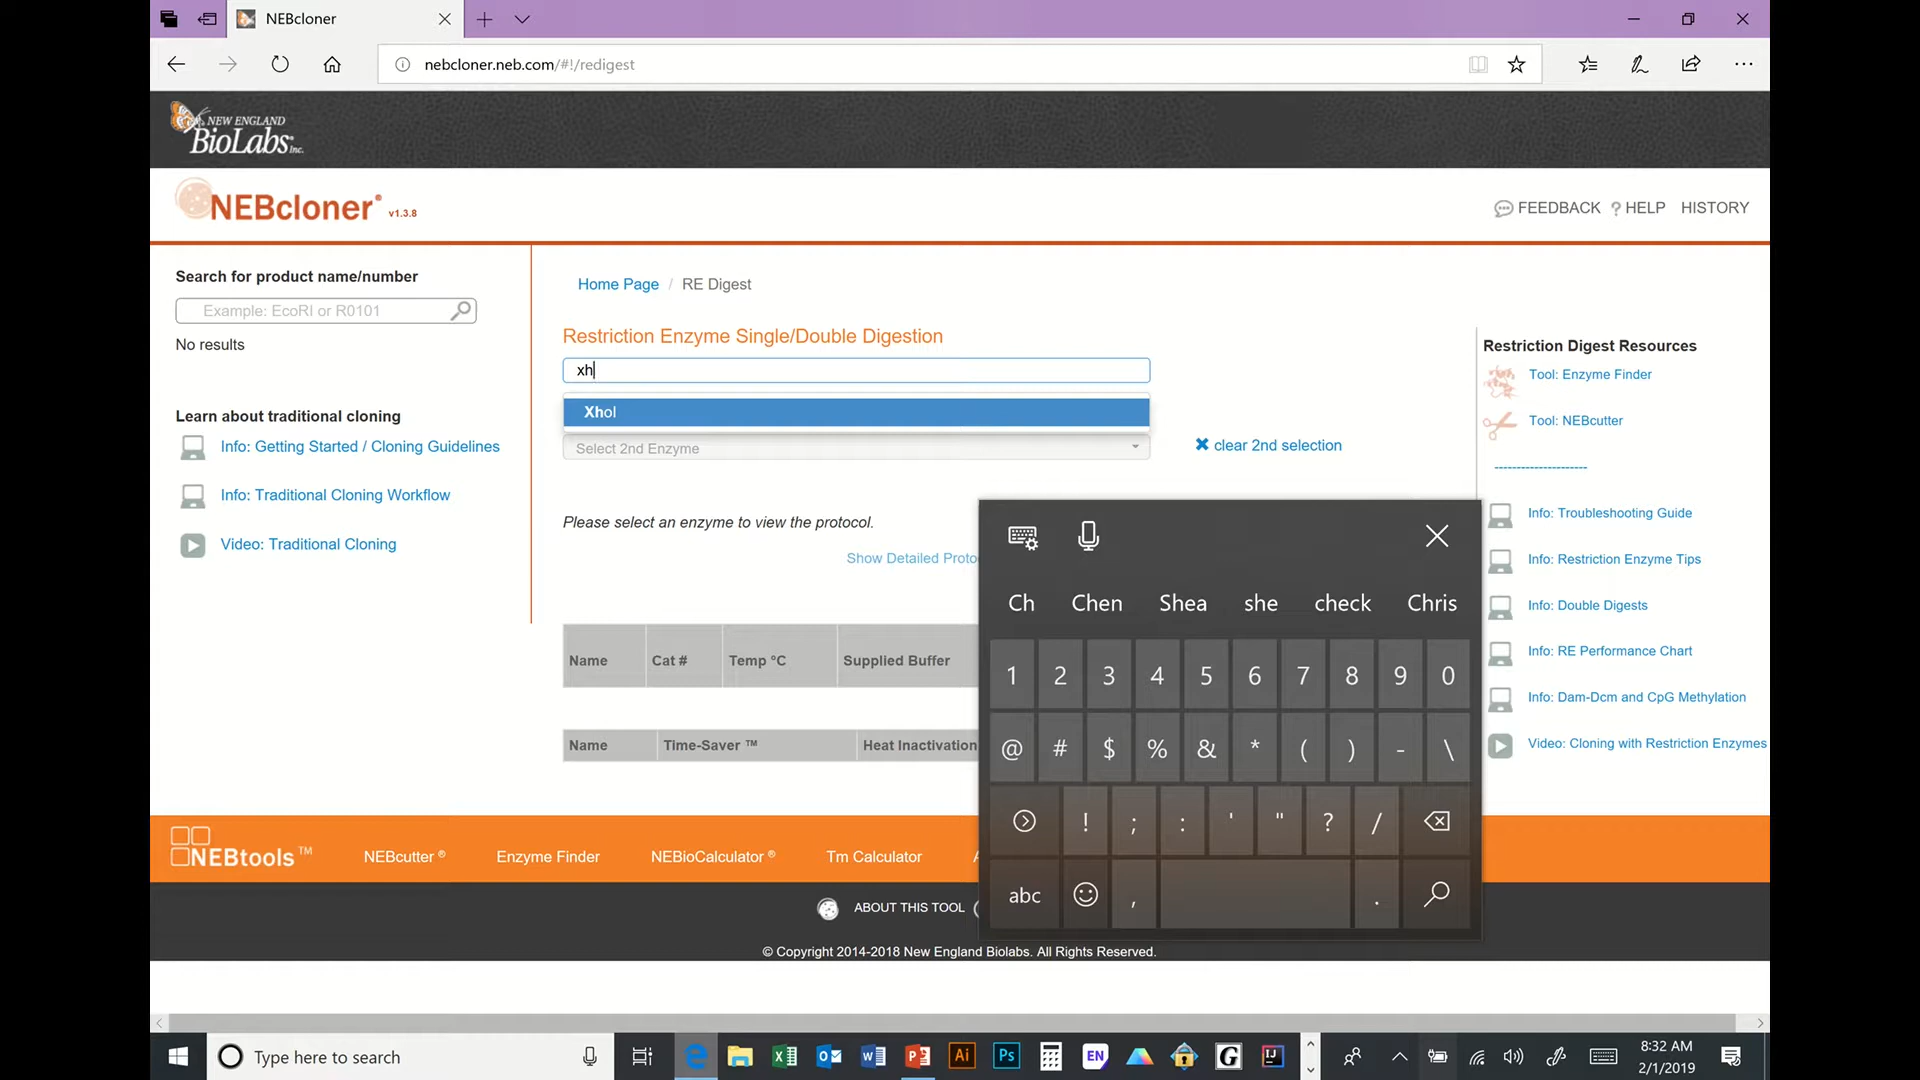 NEBcloner
nebcloner.neb.com/#!/redigest
NEW ENGLAND
BioLabs Inc.
NEBcloner® v1.3.8
FEEDBACK ? HELP HISTORY
Search for product name/number
Example: EcoRI or R0101
No results
Learn about traditional cloning
Info: Getting Started / Cloning Guidelines
Info: Traditional Cloning Workflow
Video: Traditional Cloning
Home Page / RE Digest
Restriction Enzyme Single/Double Digestion
xh
XhoI
Select 2nd Enzyme
✖ clear 2nd selection
Please select an enzyme to view the protocol.
Show Detailed Proto
Name Cat # Temp °C Supplied Buffer
Name Time-Saver ™ Heat Inactivation
Restriction Digest Resources
Tool: Enzyme Finder
Tool: NEBcutter
---------------------
Info: Troubleshooting Guide
Info: Restriction Enzyme Tips
Info: Double Digests
Info: RE Performance Chart
Info: Dam-Dcm and CpG Methylation
Video: Cloning with Restriction Enzymes
Ch Chen Shea she check Chris
1 2 3 4 5 6 7 8 9 0
@ # $ % & * ( ) - \
! ; : ' " ? /
abc , .
NEBtools™
NEBcutter ® Enzyme Finder NEBioCalculator ® Tm Calculator A
ABOUT THIS TOOL
© Copyright 2014-2018 New England Biolabs. All Rights Reserved.
Type here to search
Ai Ps EN G IJ
8:32 AM
2/1/2019